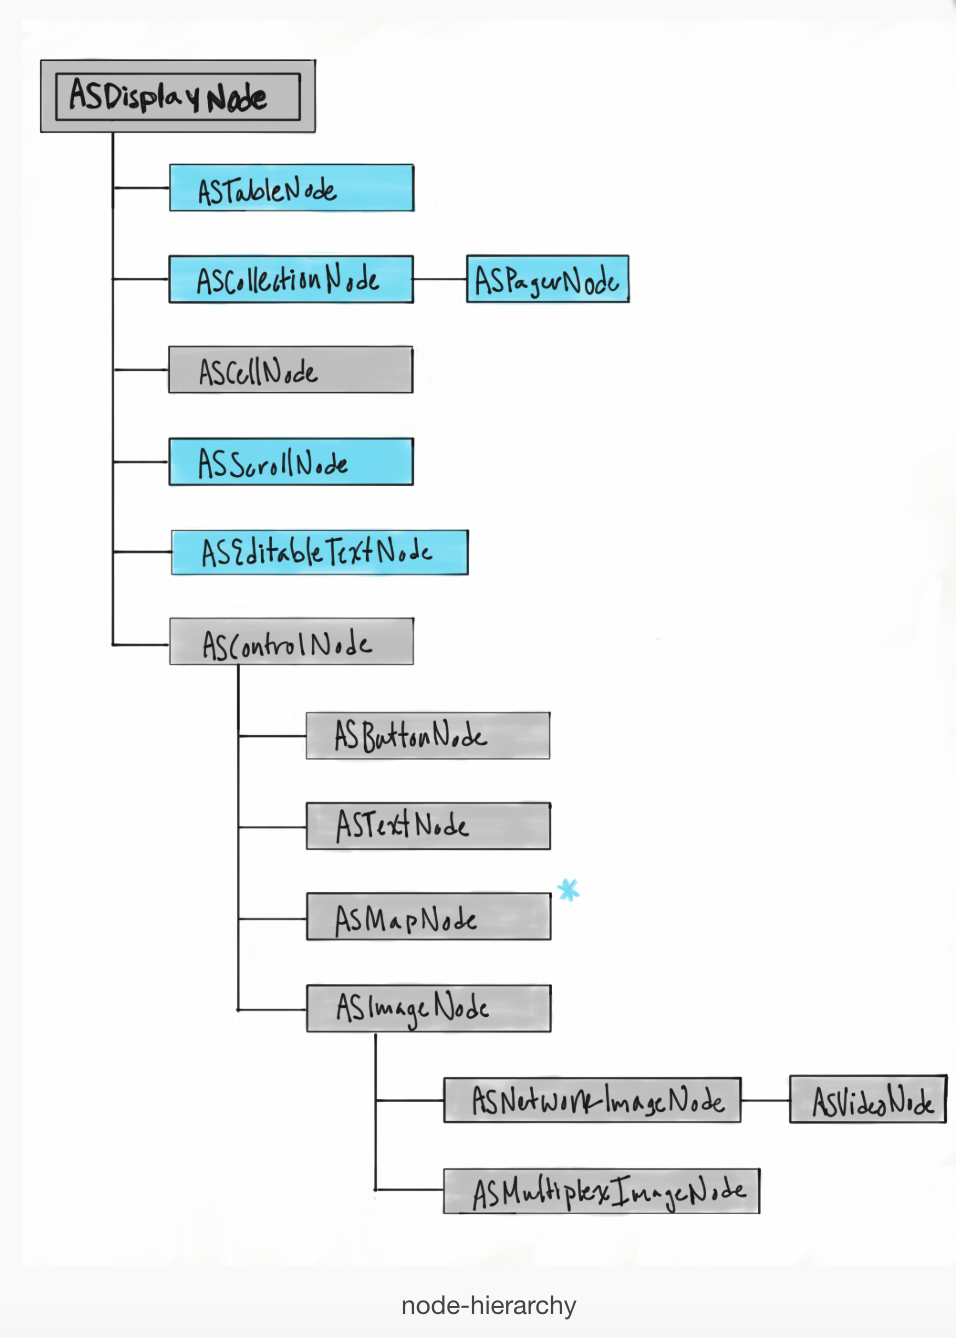 ASDisplayNode
ASTableNode
ASCollectionNode
ASPagerNode
ASCellNode
ASScrollNode
ASEditableTextNode
ASControlNode
ASButtonNode
ASTextNode
*
ASMapNode
ASImageNode
ASNetworkImageNode
ASVideoNode
ASMultiplexImageNode
node-hierarchy